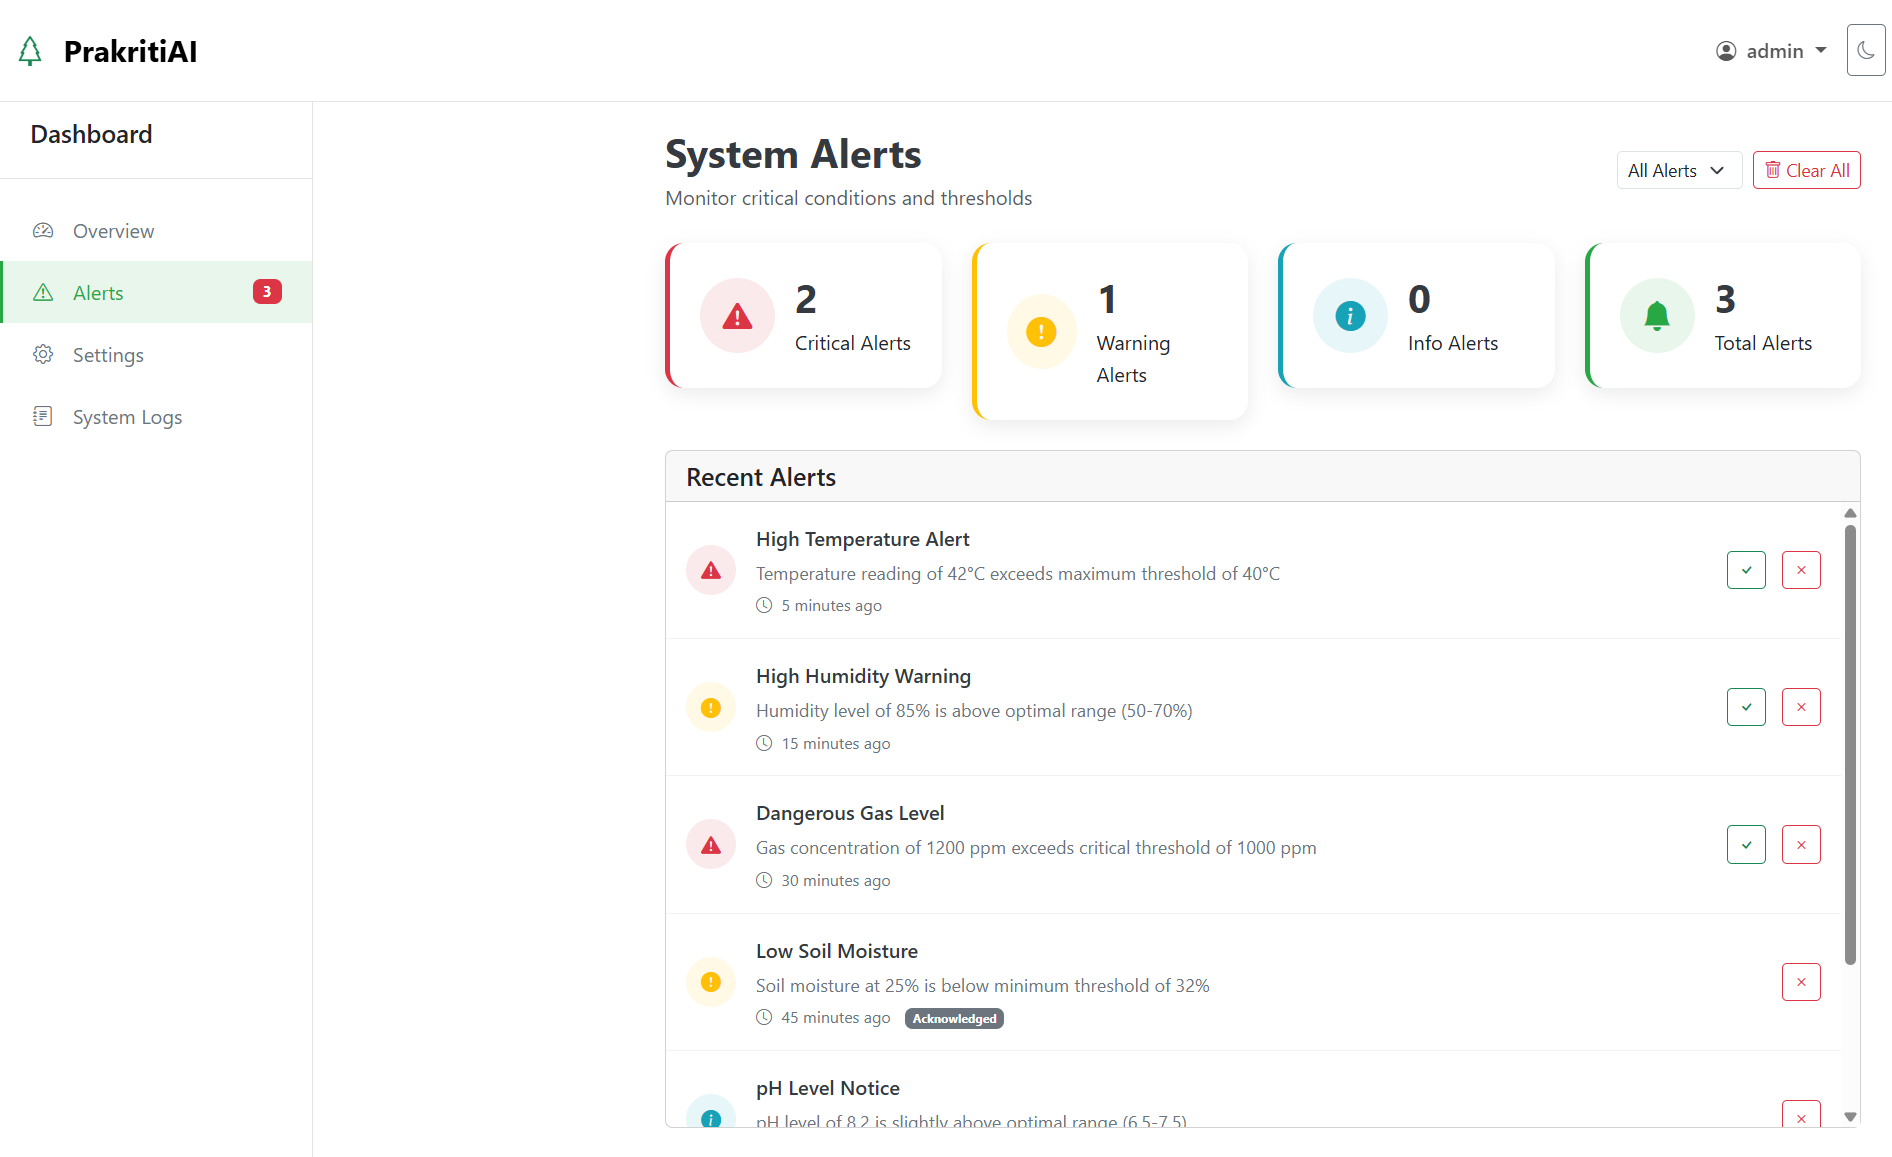 PrakritiAI
admin
Dashboard
Overview
Alerts
3
Settings
System Logs
System Alerts
Monitor critical conditions and thresholds
All Alerts
Clear All
2
Critical Alerts
1
Warning
Alerts
0
Info Alerts
3
Total Alerts
Recent Alerts
High Temperature Alert
Temperature reading of 42°C exceeds maximum threshold of 40°C
5 minutes ago
High Humidity Warning
Humidity level of 85% is above optimal range (50-70%)
15 minutes ago
Dangerous Gas Level
Gas concentration of 1200 ppm exceeds critical threshold of 1000 ppm
30 minutes ago
Low Soil Moisture
Soil moisture at 25% is below minimum threshold of 32%
45 minutes ago Acknowledged
pH Level Notice
pH level of 8.2 is slightly above optimal range (6.5-7.5)